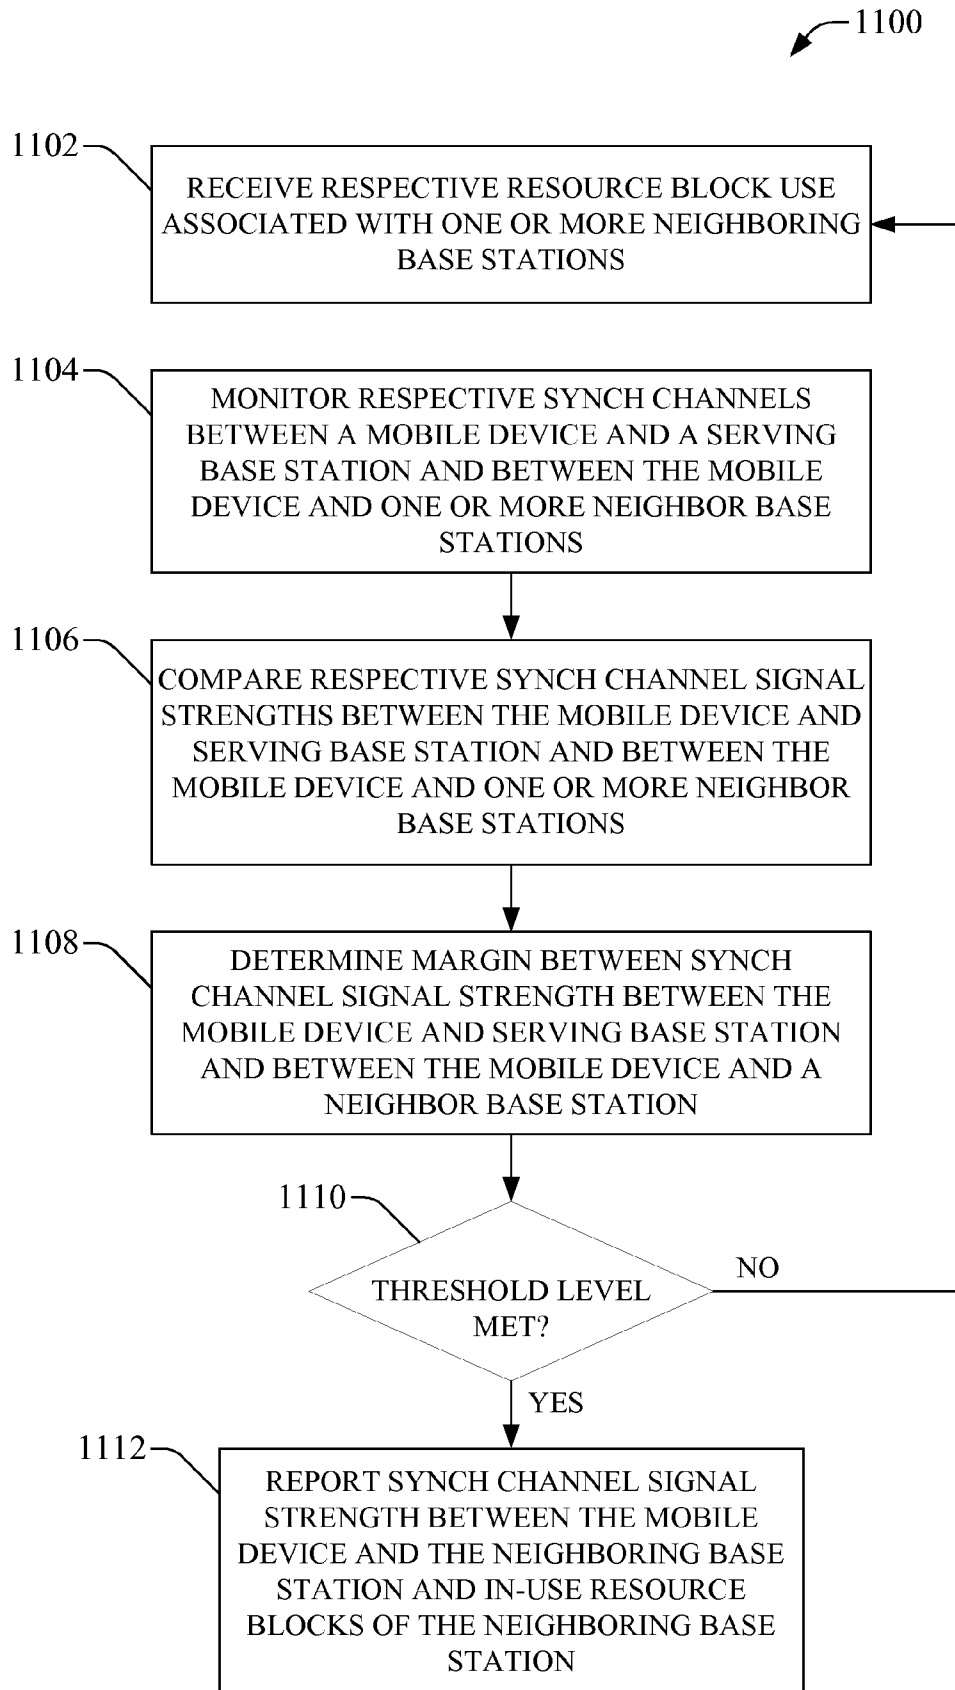 1100
1102
RECEIVE RESPECTIVE RESOURCE BLOCK USE
ASSOCIATED WITH ONE OR MORE NEIGHBORING
BASE STATIONS
1104
MONITOR RESPECTIVE SYNCH CHANNELS
BETWEEN A MOBILE DEVICE AND A SERVING
BASE STATION AND BETWEEN THE MOBILE
DEVICE AND ONE OR MORE NEIGHBOR BASE
STATIONS
1106
COMPARE RESPECTIVE SYNCH CHANNEL SIGNAL
STRENGTHS BETWEEN THE MOBILE DEVICE AND
SERVING BASE STATION AND BETWEEN THE
MOBILE DEVICE AND ONE OR MORE NEIGHBOR
BASE STATIONS
1108
DETERMINE MARGIN BETWEEN SYNCH
CHANNEL SIGNAL STRENGTH BETWEEN THE
MOBILE DEVICE AND SERVING BASE STATION
AND BETWEEN THE MOBILE DEVICE AND A
NEIGHBOR BASE STATION
1110
THRESHOLD LEVEL
MET?
NO
YES
1112
REPORT SYNCH CHANNEL SIGNAL
STRENGTH BETWEEN THE MOBILE
DEVICE AND THE NEIGHBORING BASE
STATION AND IN-USE RESOURCE
BLOCKS OF THE NEIGHBORING BASE
STATION